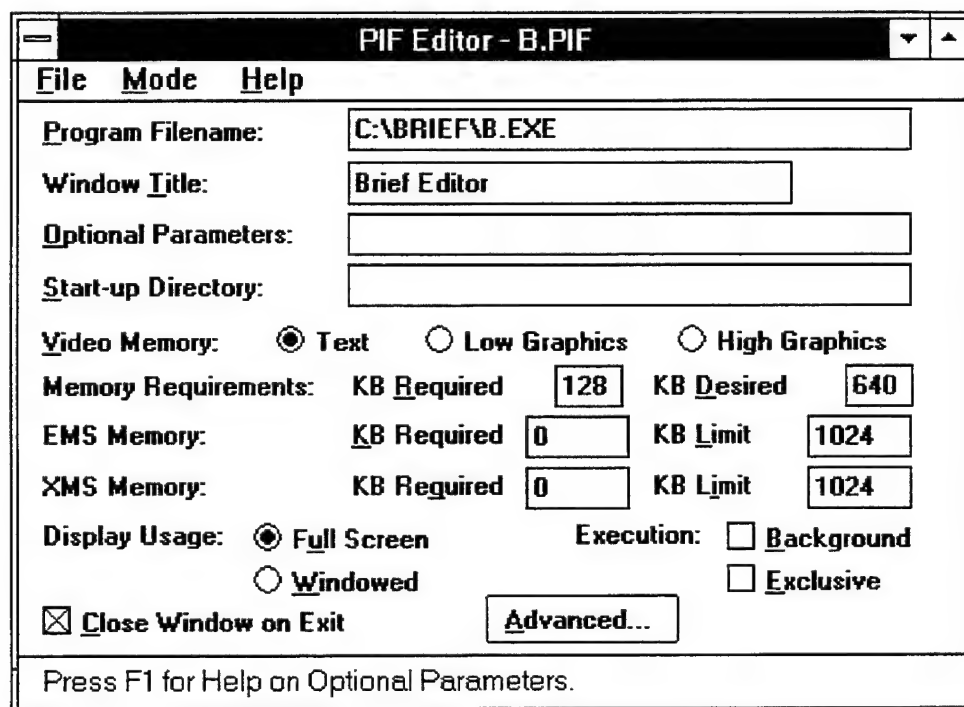 PIF Editor - B.PIF
File Mode Help
Program Filename: C:\BRIEF\B.EXE
Window Title: Brief Editor
Optional Parameters:
Start-up Directory:
Video Memory: Text Low Graphics High Graphics
Memory Requirements: KB Required 128 KB Desired 640
EMS Memory: KB Required 0 KB Limit 1024
XMS Memory: KB Required 0 KB Limit 1024
Display Usage: Full Screen Execution: Background
Windowed Exclusive
Close Window on Exit Advanced...
Press F1 for Help on Optional Parameters.